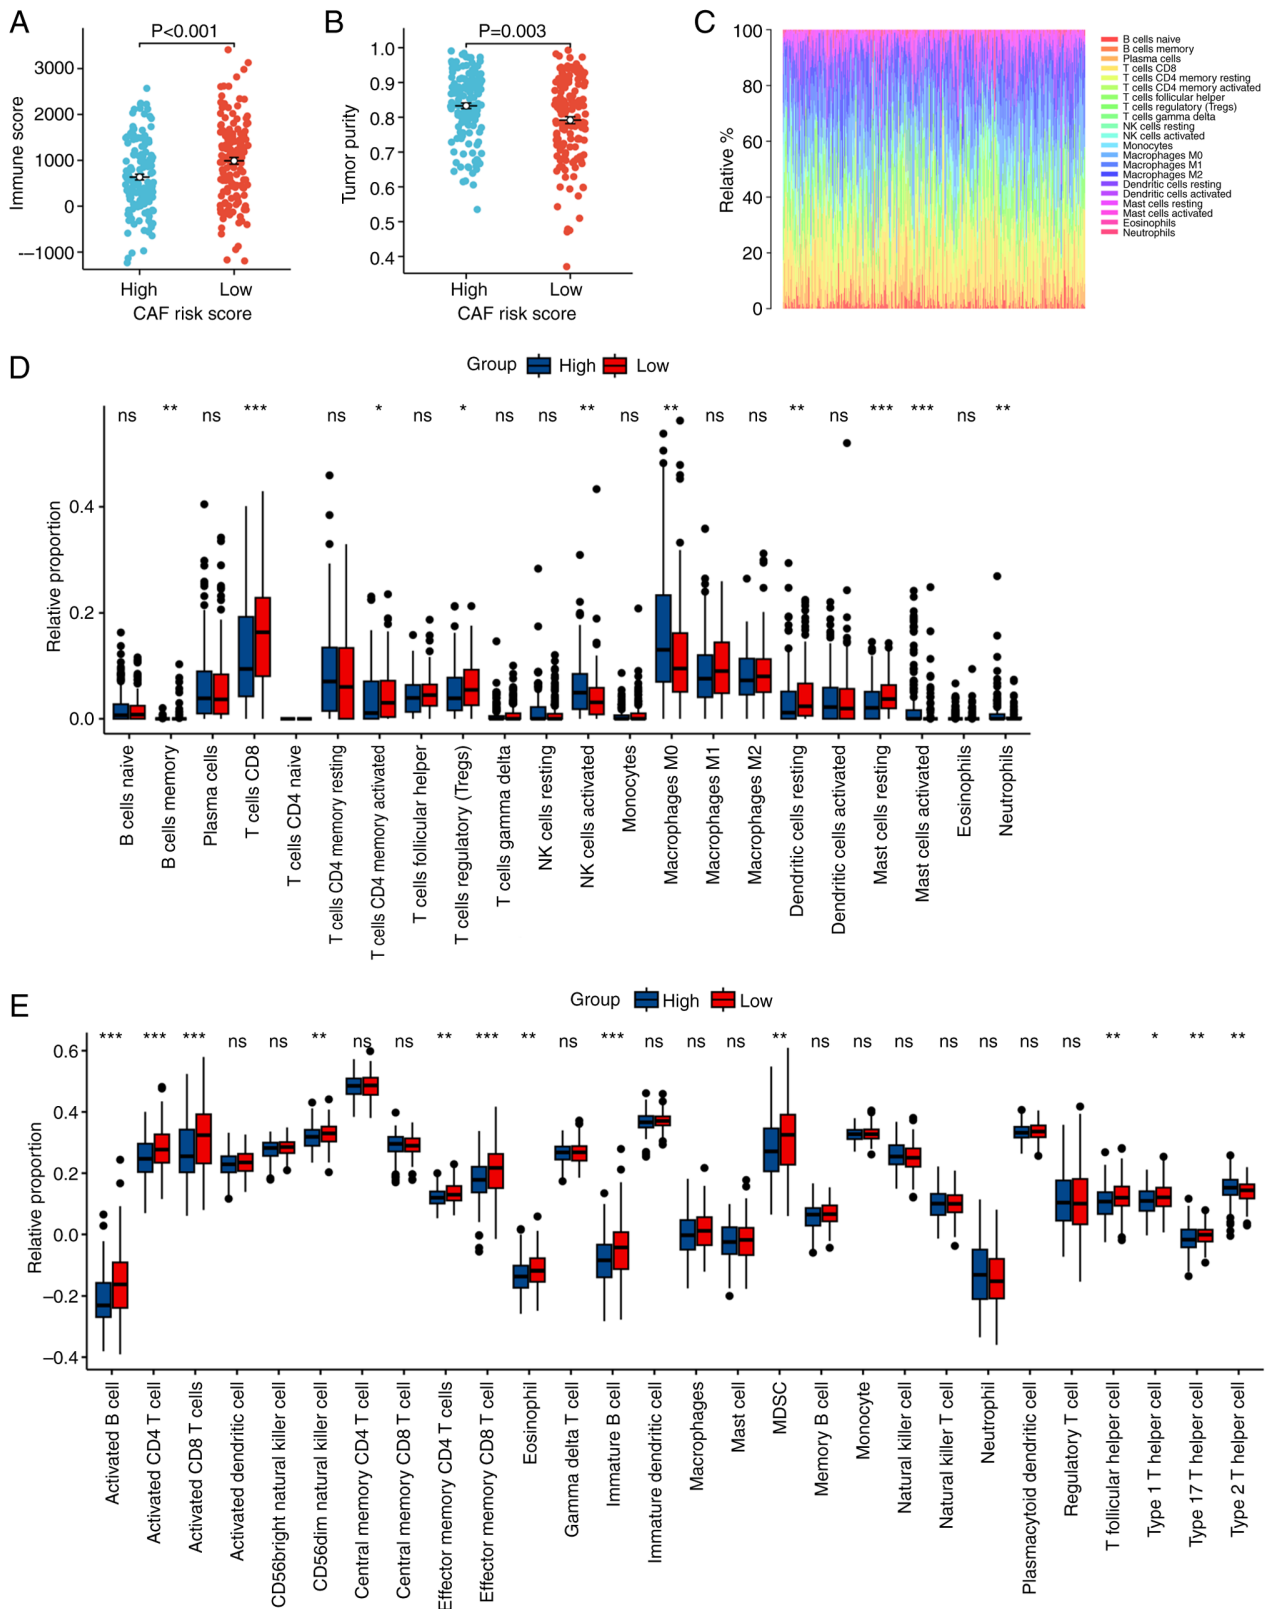 A
P<0.001
3000
2000
1000
0
-–1000
Immune score
High
Low
CAF risk score
B
P=0.003
1.0
0.9
0.8
0.7
0.6
0.5
0.4
Tumor purity
High
Low
CAF risk score
C
100
80
60
40
20
0
Relative %
B cells naive
B cells memory
Plasma cells
T cells CD8
T cells CD4 memory resting
T cells CD4 memory activated
T cells follicular helper
T cells regulatory (Tregs)
T cells gamma delta
NK cells resting
NK cells activated
Monocytes
Macrophages M0
Macrophages M1
Macrophages M2
Dendritic cells resting
Dendritic cells activated
Mast cells resting
Mast cells activated
Eosinophils
Neutrophils
D
Group High Low
ns ** ns *** ns * ns * ns ns ** ns ** ns ns ** ns *** *** ns **
0.4
0.2
0.0
Relative proportion
B cells naive
B cells memory
Plasma cells
T cells CD8
T cells CD4 naive
T cells CD4 memory resting
T cells CD4 memory activated
T cells follicular helper
T cells regulatory (Tregs)
T cells gamma delta
NK cells resting
NK cells activated
Monocytes
Macrophages M0
Macrophages M1
Macrophages M2
Dendritic cells resting
Dendritic cells activated
Mast cells resting
Mast cells activated
Eosinophils
Neutrophils
E
Group High Low
*** *** *** ns ns ** ns ns ** *** ** ns *** ns ns ns ** ns ns ns ns ns ns ns ** * ** **
0.6
0.4
0.2
0.0
–0.2
–0.4
Relative proportion
Activated B cell
Activated CD4 T cell
Activated CD8 T cells
Activated dendritic cell
CD56bright natural killer cell
CD56dim natural killer cell
Central memory CD4 T cell
Central memory CD8 T cell
Effector memory CD4 T cells
Effector memory CD8 T cell
Eosinophil
Gamma delta T cell
Immature B cell
Immature dendritic cell
Macrophages
Mast cell
MDSC
Memory B cell
Monocyte
Natural killer cell
Natural killer T cell
Neutrophil
Plasmacytoid dendritic cell
Regulatory T cell
T follicular helper cell
Type 1 T helper cell
Type 17 T helper cell
Type 2 T helper cell